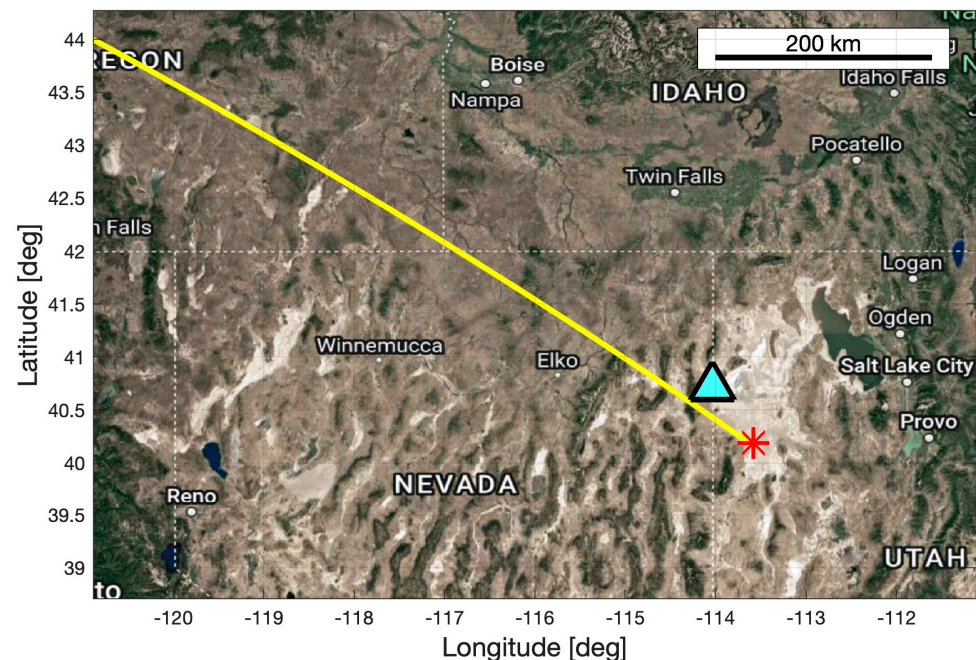 200 km
OREGON
Boise
Nampa
IDAHO
Idaho Falls
Pocatello
Twin Falls
Falls
Logan
Ogden
Winnemucca
Elko
Salt Lake City
Provo
NEVADA
Reno
UTAH
to
44
43.5
43
42.5
42
41.5
41
40.5
40
39.5
39
Latitude [deg]
-120
-119
-118
-117
-116
-115
-114
-113
-112
Longitude [deg]